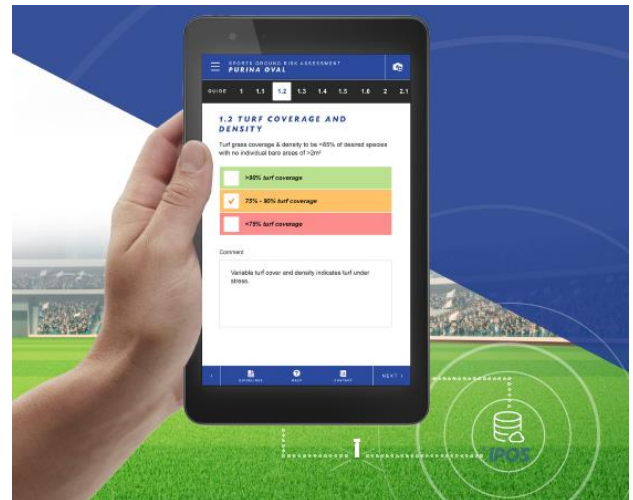 SPORTS GROUND RISK ASSESSMENT
PURINA OVAL
GUIDE 1 1.1 1.2 1.3 1.4 1.5 1.6 2 2.1
1.2 TURF COVERAGE AND
DENSITY
Turf grass coverage & density to be >85% of desired species
with no individual bare areas of >2m²
>90% turf coverage
75% - 90% turf coverage
<75% turf coverage
Comment
Variable turf cover and density indicates turf under
stress.
GUIDELINES HELP CONTACT NEXT
IPOS